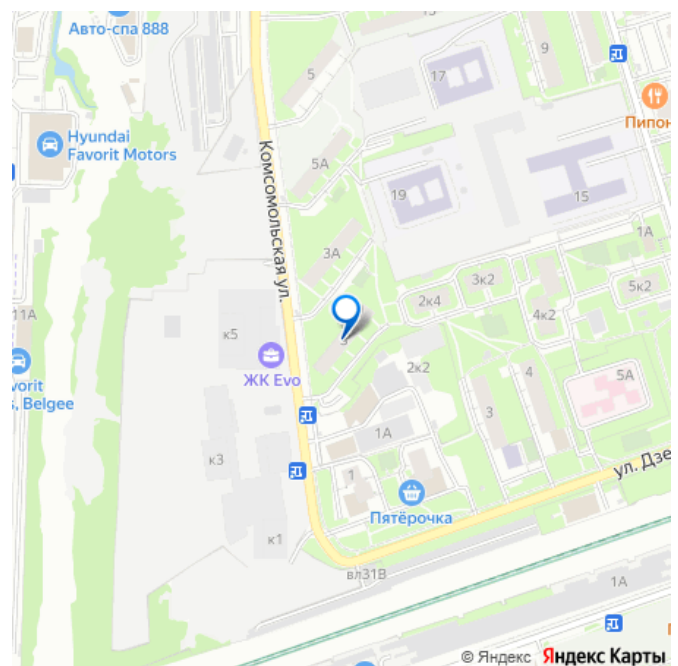 Авто-спа 888
13
5
17
9
Hyundai
Favorit Motors
Пипон
Комсомольская ул.
5А
19
15
3А
1А
2к4
3к2
5к2
11А
к5
4к2
3
ЖК Evo
2к2
vorit
s, Belgee
5А
4
3
1А
к3
1
ул. Дзе
Пятёрочка
к1
вл31В
1А
© Яндекс Яндекс Карты